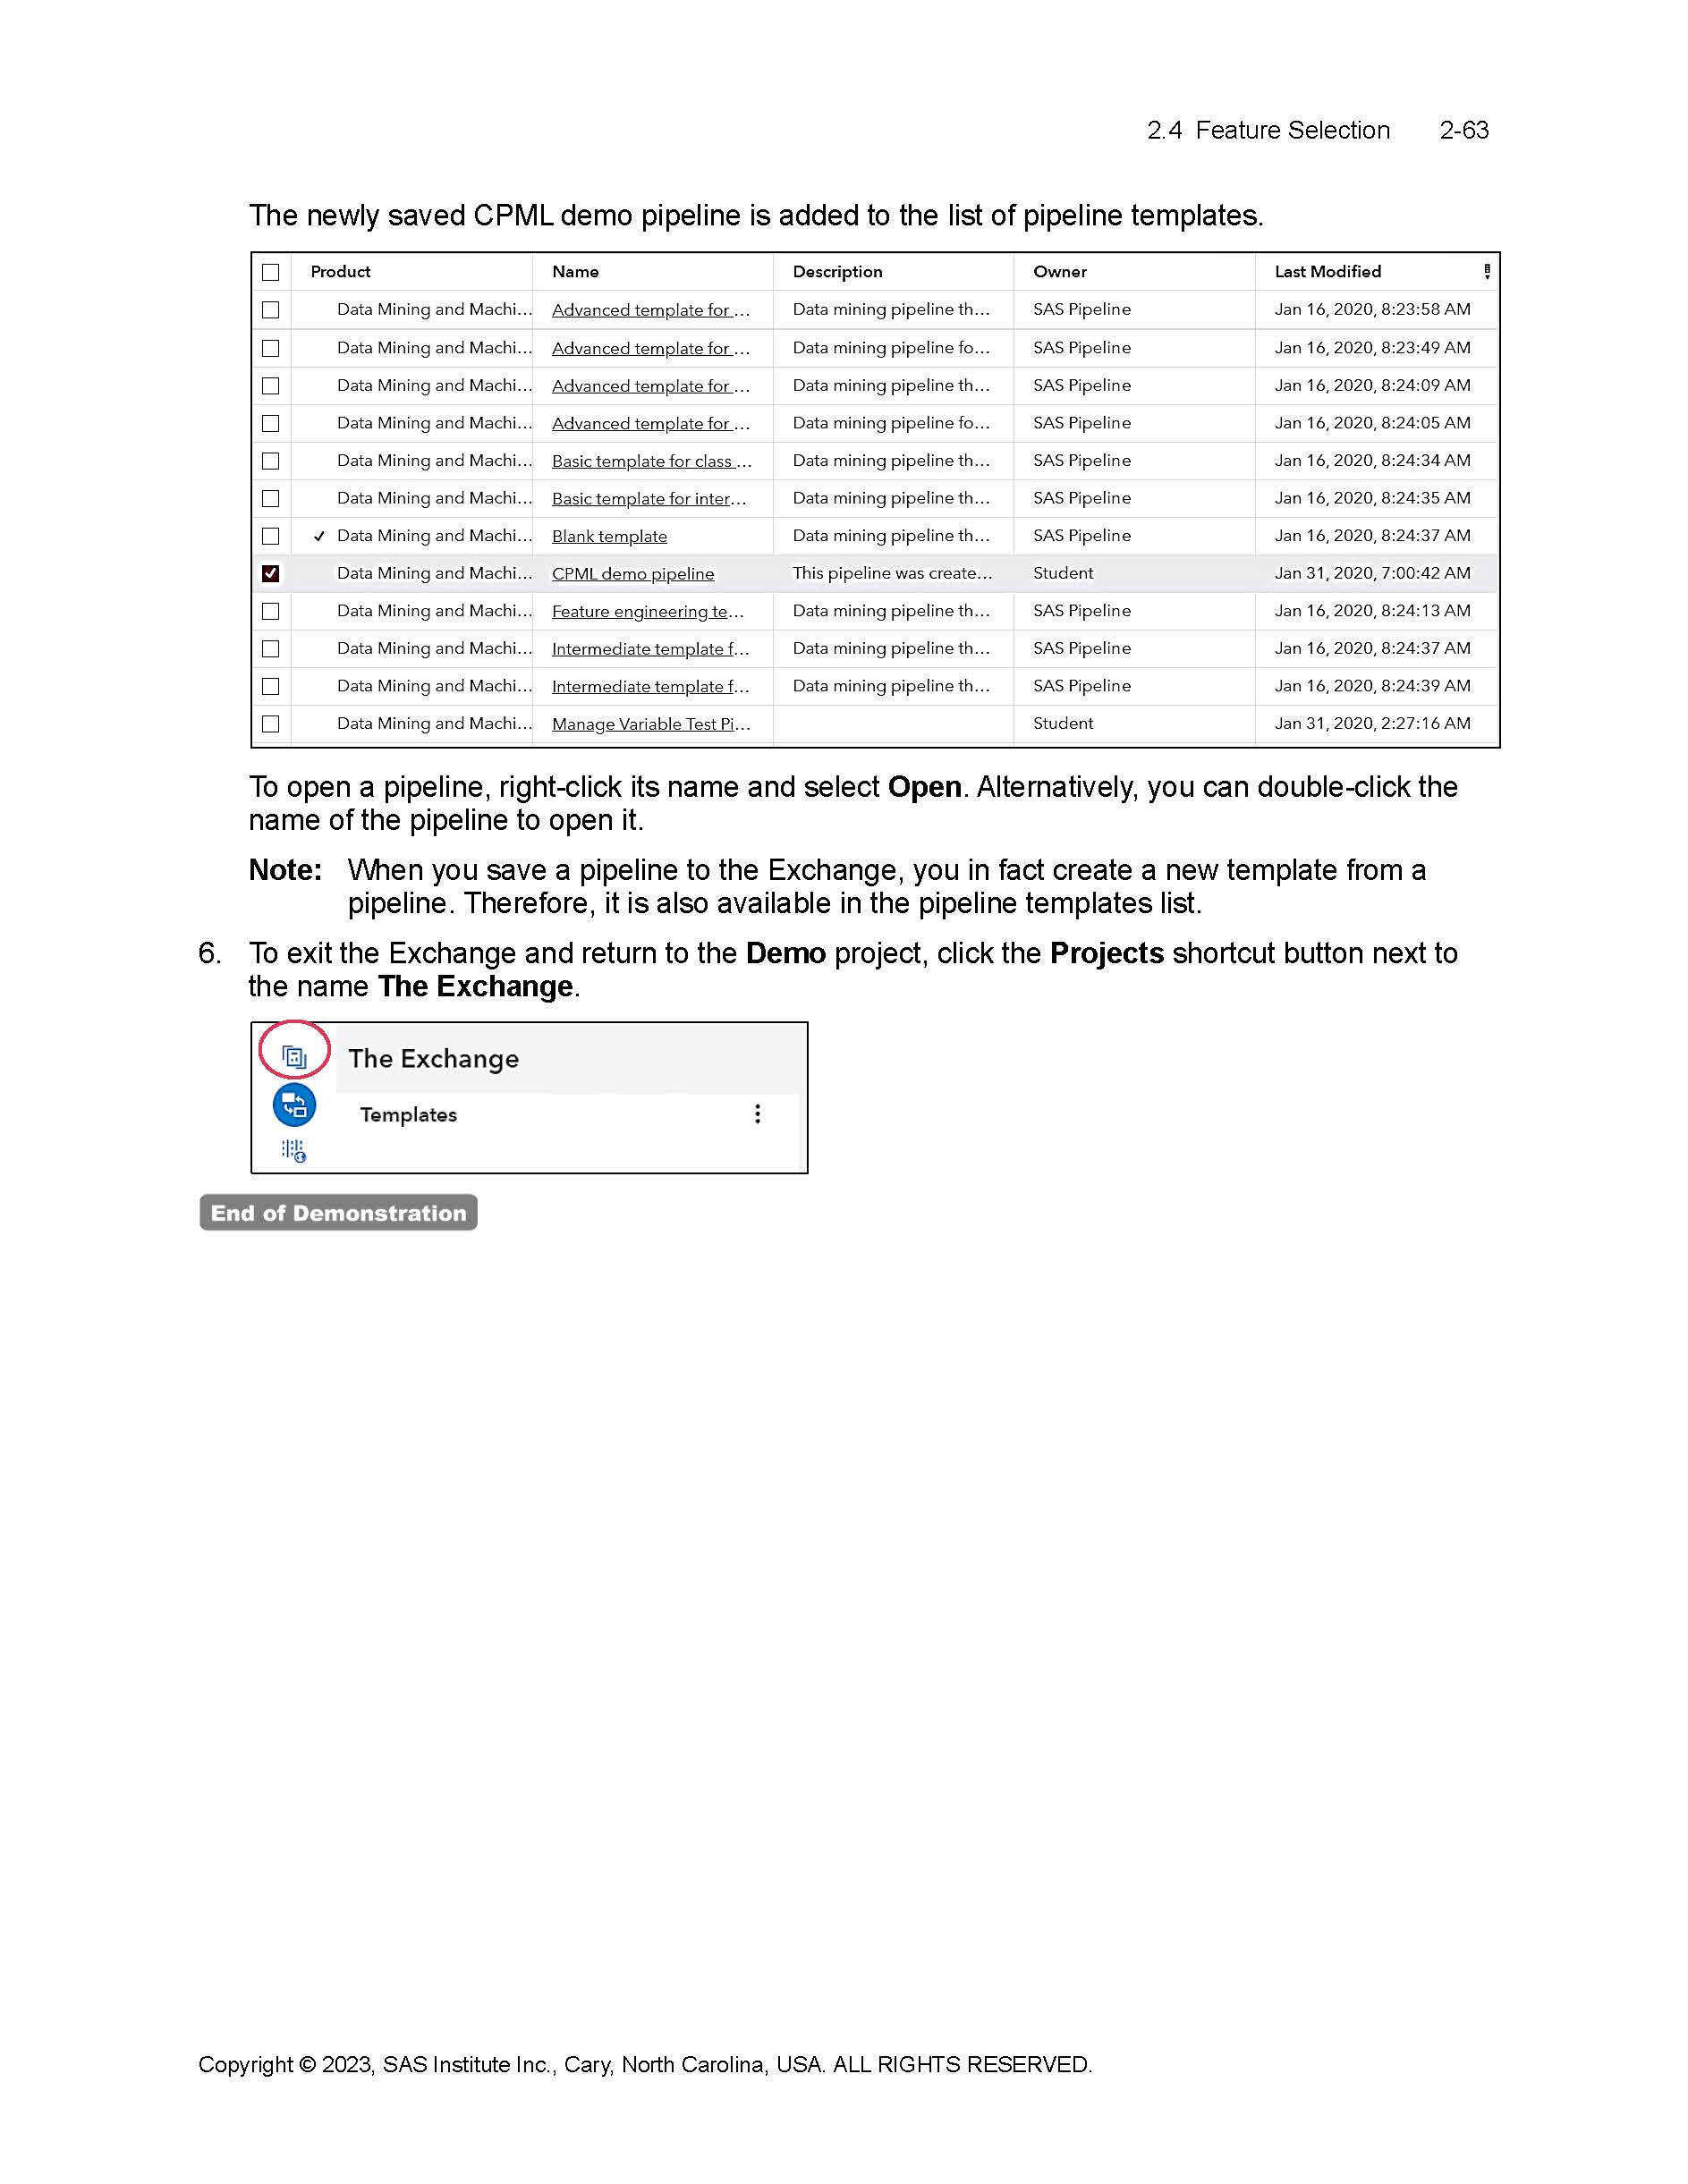 2.4 Feature Selection 2-63
The newly saved CPML demo pipeline is added to the list of pipeline templates.
Product Name Description Owner Last Modified
Data Mining and Machi... Advanced template for ... Data mining pipeline th... SAS Pipeline Jan 16, 2020, 8:23:58 AM
Data Mining and Machi... Advanced template for ... Data mining pipeline fo... SAS Pipeline Jan 16, 2020, 8:23:49 AM
Data Mining and Machi... Advanced template for ... Data mining pipeline th... SAS Pipeline Jan 16, 2020, 8:24:09 AM
Data Mining and Machi... Advanced template for ... Data mining pipeline fo... SAS Pipeline Jan 16, 2020, 8:24:05 AM
Data Mining and Machi... Basic template for class ... Data mining pipeline th... SAS Pipeline Jan 16, 2020, 8:24:34 AM
Data Mining and Machi... Basic template for inter... Data mining pipeline th... SAS Pipeline Jan 16, 2020, 8:24:35 AM
✓ Data Mining and Machi... Blank template Data mining pipeline th... SAS Pipeline Jan 16, 2020, 8:24:37 AM
Data Mining and Machi... CPML demo pipeline This pipeline was create... Student Jan 31, 2020, 7:00:42 AM
Data Mining and Machi... Feature engineering te... Data mining pipeline th... SAS Pipeline Jan 16, 2020, 8:24:13 AM
Data Mining and Machi... Intermediate template f... Data mining pipeline th... SAS Pipeline Jan 16, 2020, 8:24:37 AM
Data Mining and Machi... Intermediate template f... Data mining pipeline th... SAS Pipeline Jan 16, 2020, 8:24:39 AM
Data Mining and Machi... Manage Variable Test Pi... Student Jan 31, 2020, 2:27:16 AM
To open a pipeline, right-click its name and select Open. Alternatively, you can double-click the
name of the pipeline to open it.
Note: When you save a pipeline to the Exchange, you in fact create a new template from a
pipeline. Therefore, it is also available in the pipeline templates list.
6. To exit the Exchange and return to the Demo project, click the Projects shortcut button next to
the name The Exchange.
The Exchange
Templates
End of Demonstration
Copyright © 2023, SAS Institute Inc., Cary, North Carolina, USA. ALL RIGHTS RESERVED.